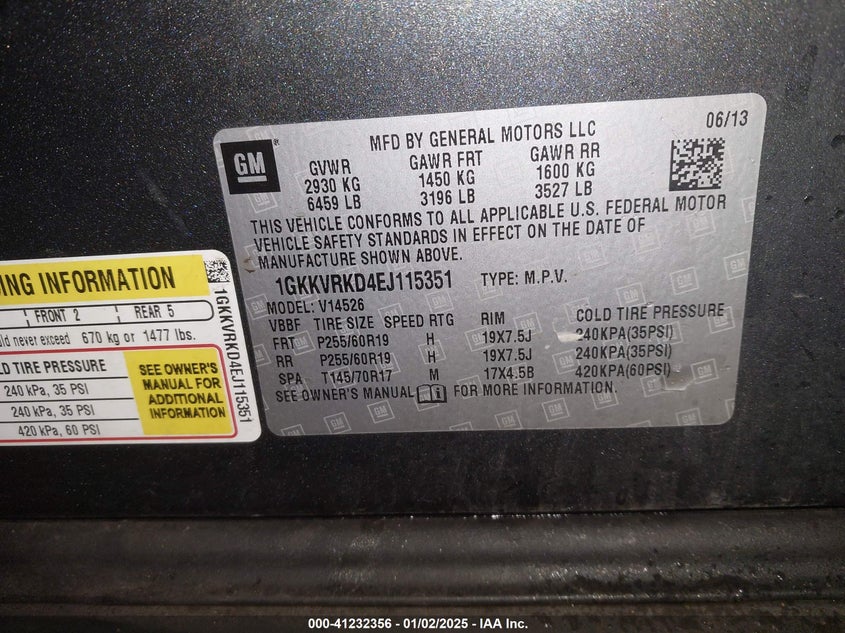 06/13
MFD BY GENERAL MOTORS LLC
GM
GVWR GAWR FRT GAWR RR
2930 KG 1450 KG 1600 KG
6459 LB 3196 LB 3527 LB
THIS VEHICLE CONFORMS TO ALL APPLICABLE U.S. FEDERAL MOTOR
VEHICLE SAFETY STANDARDS IN EFFECT ON THE DATE OF
MANUFACTURE SHOWN ABOVE.
1GKKVRKD4EJ115351 TYPE: M.P.V.
MODEL: V14526
VBBF TIRE SIZE SPEED RTG RIM COLD TIRE PRESSURE
FRT P255/60R19 H 19X7.5J 240KPA(35PSI)
RR P255/60R19 H 19X7.5J 240KPA(35PSI)
SPA T145/70R17 M 17X4.5B 420KPA(60PSI)
SEE OWNER'S MANUAL FOR MORE INFORMATION.
ING INFORMATION
FRONT 2 REAR 5
never exceed 670 kg or 1477 lbs.
TIRE PRESSURE
240 kPa, 35 PSI
240 kPa, 35 PSI
420 kPa, 60 PSI
SEE OWNER'S
MANUAL FOR
ADDITIONAL
INFORMATION
1GKKVRKD4EJ115351
000-41232356 - 01/02/2025 - IAA Inc.